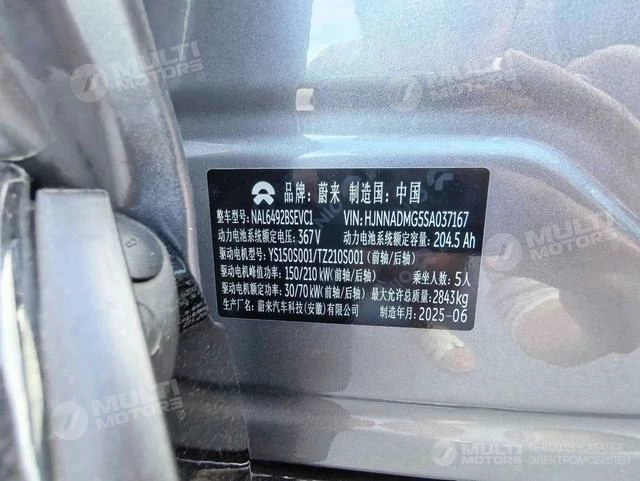 品牌: 蔚来 制造国: 中国
整车型号: NAL6492BSEVC1 VIN: HJNNADMG5SA037167
动力电池系统额定电压: 367V 动力电池系统额定容量: 204.5Ah
驱动电机型号: YS150S001/TZ210S001 (前轴/后轴)
驱动电机峰值功率: 150/210 kW (前轴/后轴) 乘坐人数: 5人
驱动电机额定功率: 30/70 kW (前轴/后轴) 最大允许总质量: 2843kg
生产厂名: 蔚来汽车科技(安徽)有限公司 制造年月: 2025-06
MULTI MOTORS®
MULTI MOTORS®
MULTI MOTORS®
MULTI MOTORS
ЭЛЕКТРОМОБИЛЕЙ